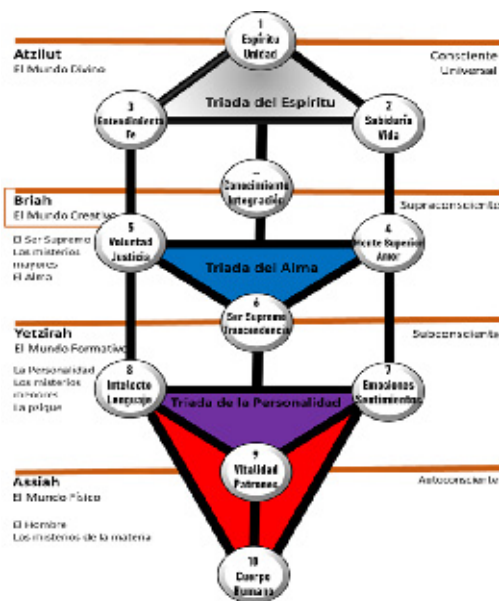 1
Espíritu
Unidad
Atzilut
El Mundo Divino
Consciente
Universal
Triada del Espíritu
3
Entendimiento
Fe
2
Sabiduría
Vida
Conocimiento
Integración
Briah
El Mundo Creativo
Supraconsciente
El Ser Supremo
Los misterios
mayores
El Alma
5
Voluntad
Justicia
4
Mente Superior
Amor
Triada del Alma
6
Ser Supremo
Trascendencia
Yetzirah
El Mundo Formativo
Subconsciente
La Personalidad
Los misterios
menores
La psique
8
Intelecto
Lenguaje
7
Emociones
Sentimientos
Triada de la Personalidad
9
Vitalidad
Patrones
Assiah
El Mundo Físico
Autoconsciente
El Hombre
Los misterios de la materia
10
Cuerpo
Humano